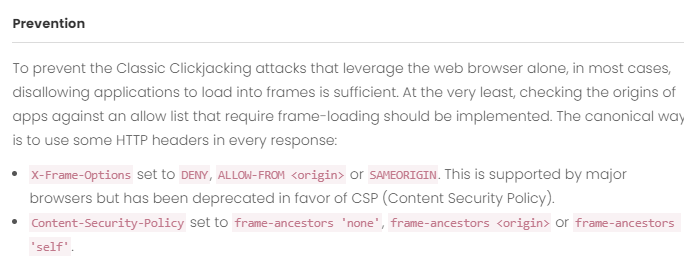 Prevention
To prevent the Classic Clickjacking attacks that leverage the web browser alone, in most cases,
disallowing applications to load into frames is sufficient. At the very least, checking the origins of
apps against an allow list that require frame-loading should be implemented. The canonical way
is to use some HTTP headers in every response:
• X-Frame-Options set to DENY, ALLOW-FROM <origin> or SAMEORIGIN. This is supported by major
browsers but has been deprecated in favor of CSP (Content Security Policy).
• Content-Security-Policy set to frame-ancestors 'none', frame-ancestors <origin> or frame-ancestors
'self'.